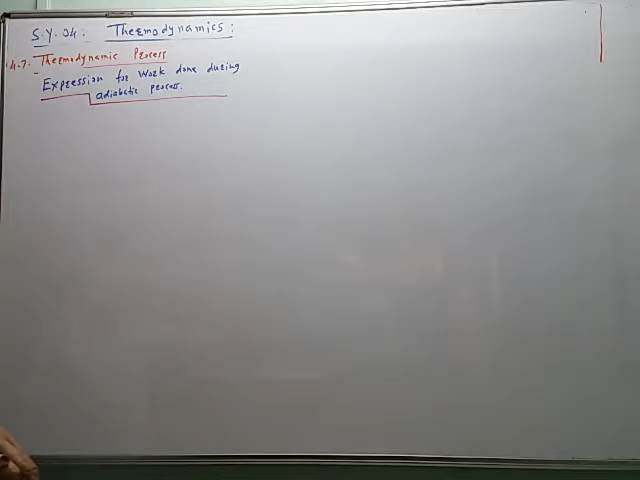 S.Y. 04: Thermodynamics:
4.7. Thermodynamic Process
Expression for Work done during
adiabatic process.